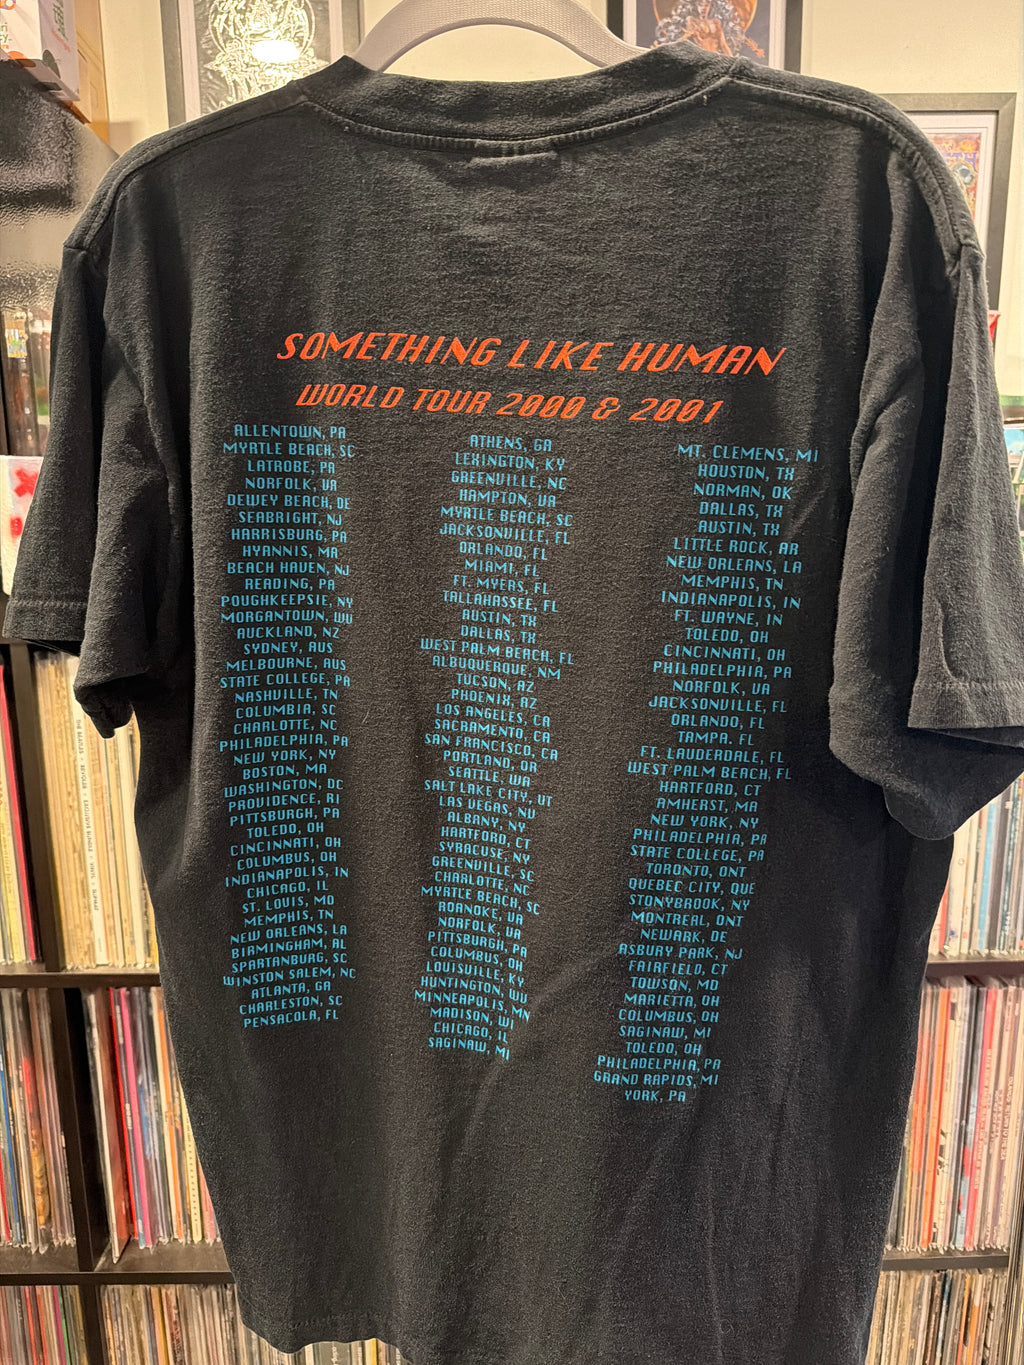 SOMETHING LIKE HUMAN
WORLD TOUR 2000 & 2001
ALLENTOWN, PA
MYRTLE BEACH, SC
LATROBE, PA
NORFOLK, VA
DEWEY BEACH, DE
SEABRIGHT, NJ
HARRISBURG, PA
HYANNIS, MA
BEACH HAVEN, NJ
READING, PA
POUGHKEEPSIE, NY
MORGANTOWN, WV
AUCKLAND, NZ
SYDNEY, AUS
MELBOURNE, AUS
STATE COLLEGE, PA
NASHVILLE, TN
COLUMBIA, SC
CHARLOTTE, NC
PHILADELPHIA, PA
NEW YORK, NY
BOSTON, MA
WASHINGTON, DC
PROVIDENCE, RI
PITTSBURGH, PA
TOLEDO, OH
CINCINNATI, OH
COLUMBUS, OH
INDIANAPOLIS, IN
CHICAGO, IL
ST. LOUIS, MO
MEMPHIS, TN
NEW ORLEANS, LA
BIRMINGHAM, AL
SPARTANBURG, SC
WINSTON SALEM, NC
ATLANTA, GA
CHARLESTON, SC
PENSACOLA, FL
ATHENS, GA
LEXINGTON, KY
GREENVILLE, NC
HAMPTON, VA
MYRTLE BEACH, SC
JACKSONVILLE, FL
ORLANDO, FL
MIAMI, FL
FT. MYERS, FL
TALLAHASSEE, FL
AUSTIN, TX
DALLAS, TX
WEST PALM BEACH, FL
ALBUQUERQUE, NM
TUCSON, AZ
PHOENIX, AZ
LOS ANGELES, CA
SACRAMENTO, CA
SAN FRANCISCO, CA
PORTLAND, OR
SEATTLE, WA
SALT LAKE CITY, UT
LAS VEGAS, NV
ALBANY, NY
HARTFORD, CT
SYRACUSE, NY
GREENVILLE, SC
CHARLOTTE, NC
MYRTLE BEACH, SC
ROANOKE, VA
NORFOLK, VA
PITTSBURGH, PA
COLUMBUS, OH
LOUISVILLE, KY
HUNTINGTON, WV
MINNEAPOLIS, MN
MADISON, WI
CHICAGO, IL
SAGINAW, MI
MT. CLEMENS, MI
HOUSTON, TX
NORMAN, OK
DALLAS, TX
AUSTIN, TX
LITTLE ROCK, AR
NEW ORLEANS, LA
MEMPHIS, TN
INDIANAPOLIS, IN
FT. WAYNE, IN
TOLEDO, OH
CINCINNATI, OH
PHILADELPHIA, PA
NORFOLK, VA
JACKSONVILLE, FL
ORLANDO, FL
TAMPA. FL
FT. LAUDERDALE, FL
WEST PALM BEACH, FL
HARTFORD, CT
AMHERST, MA
NEW YORK, NY
PHILADELPHIA, PA
STATE COLLEGE, PA
TORONTO, ONT
QUEBEC CITY, QUE
STONYBROOK, NY
MONTREAL, ONT
NEWARK, DE
ASBURY PARK, NJ
FAIRFIELD, CT
TOWSON, MD
MARIETTA, OH
COLUMBUS, OH
SAGINAW, MI
TOLEDO, OH
PHILADELPHIA, PA
GRAND RAPIDS, MI
YORK, PA